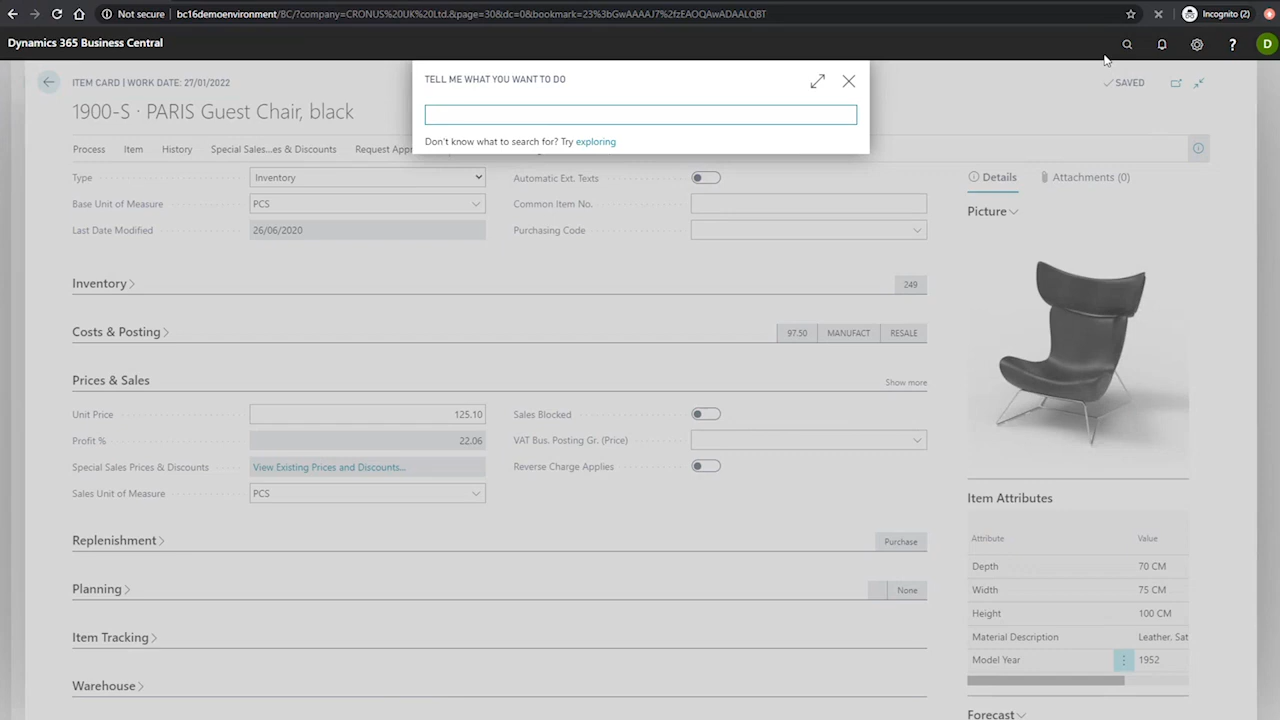 Not secure | bc16demoenvironment/BC/?company=CRONUS%20UK%20Ltd.&page=30&dc=0&bookmark=23%3bGwAAAAJ7%2fzEAOQAwADAALQBT
Incognito (2)
Dynamics 365 Business Central
D
TELL ME WHAT YOU WANT TO DO
Don't know what to search for? Try exploring
ITEM CARD | WORK DATE: 27/01/2022
SAVED
1900-S · PARIS Guest Chair, black
Process Item History Special Sales...es & Discounts Request Appr
Type Inventory Automatic Ext. Texts
Base Unit of Measure PCS Common Item No.
Last Date Modified 26/06/2020 Purchasing Code
Details Attachments (0)
Picture
Inventory 249
Costs & Posting 97.50 MANUFACT RESALE
Prices & Sales Show more
Unit Price 125.10 Sales Blocked
Profit % 22.06 VAT Bus. Posting Gr. (Price)
Special Sales Prices & Discounts View Existing Prices and Discounts... Reverse Charge Applies
Sales Unit of Measure PCS
Replenishment Purchase
Planning None
Item Tracking
Warehouse
Item Attributes
Attribute Value
Depth 70 CM
Width 75 CM
Height 100 CM
Material Description Leather, Sat
Model Year 1952
Forecast